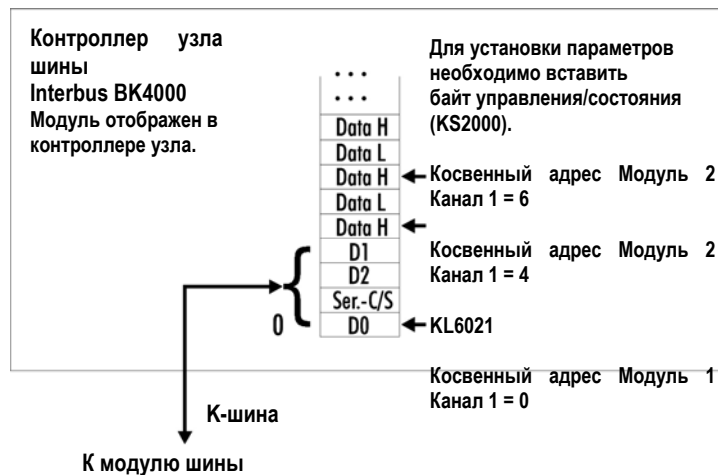 Контроллер узла
шины
Interbus BK4000
Модуль отображен в
контроллере узла.
Для установки параметров
необходимо вставить
байт управления/состояния
(KS2000).
...
...
Data H
Data L
Data H
Data L
Data H
D1
D2
Ser.-C/S
0
D0
Косвенный адрес Модуль 2
Канал 1 = 6
Косвенный адрес Модуль 2
Канал 1 = 4
KL6021
Косвенный адрес Модуль 1
Канал 1 = 0
K-шина
К модулю шины